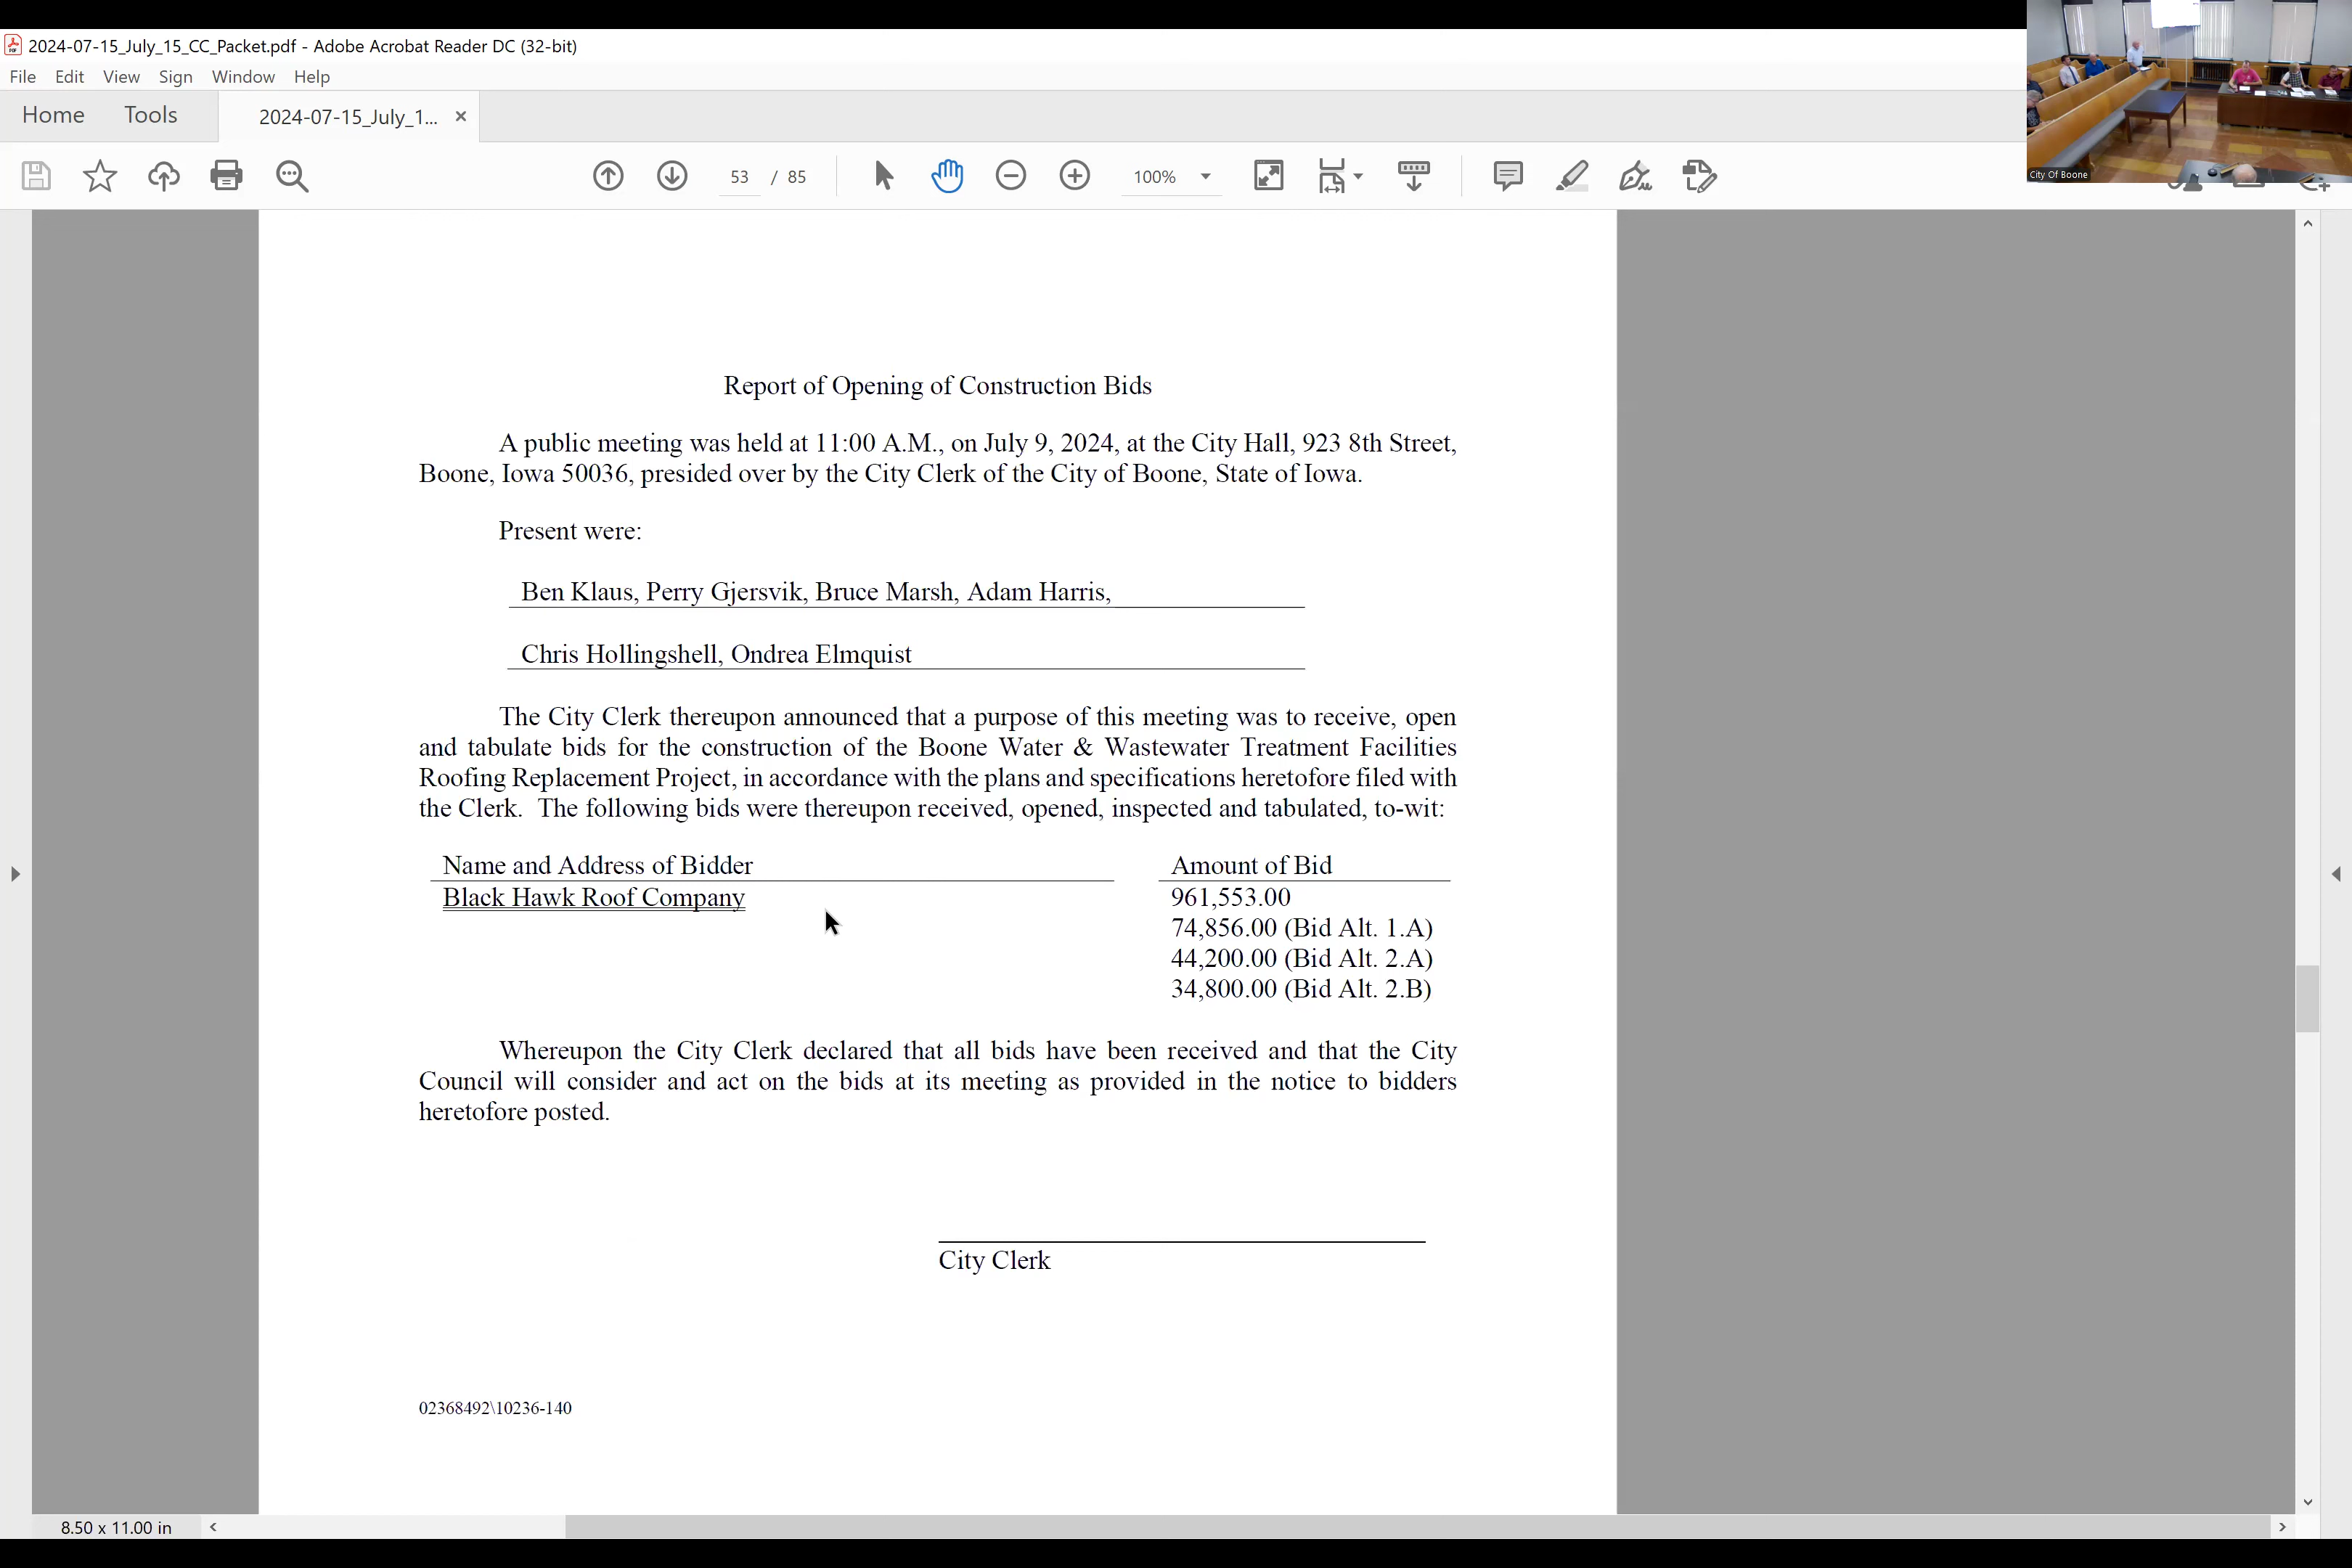 2024-07-15_July_15_CC_Packet.pdf - Adobe Acrobat Reader DC (32-bit)
File Edit View Sign Window Help
Home Tools 2024-07-15_July_1... ×
53 / 85 100%
City Of Boone
Report of Opening of Construction Bids
A public meeting was held at 11:00 A.M., on July 9, 2024, at the City Hall, 923 8th Street,
Boone, Iowa 50036, presided over by the City Clerk of the City of Boone, State of Iowa.
Present were:
Ben Klaus, Perry Gjersvik, Bruce Marsh, Adam Harris,
Chris Hollingshell, Ondrea Elmquist
The City Clerk thereupon announced that a purpose of this meeting was to receive, open
and tabulate bids for the construction of the Boone Water & Wastewater Treatment Facilities
Roofing Replacement Project, in accordance with the plans and specifications heretofore filed with
the Clerk. The following bids were thereupon received, opened, inspected and tabulated, to-wit:
Name and Address of Bidder Amount of Bid
Black Hawk Roof Company 961,553.00
74,856.00 (Bid Alt. 1.A)
44,200.00 (Bid Alt. 2.A)
34,800.00 (Bid Alt. 2.B)
Whereupon the City Clerk declared that all bids have been received and that the City
Council will consider and act on the bids at its meeting as provided in the notice to bidders
heretofore posted.
City Clerk
02368492\10236-140
8.50 x 11.00 in